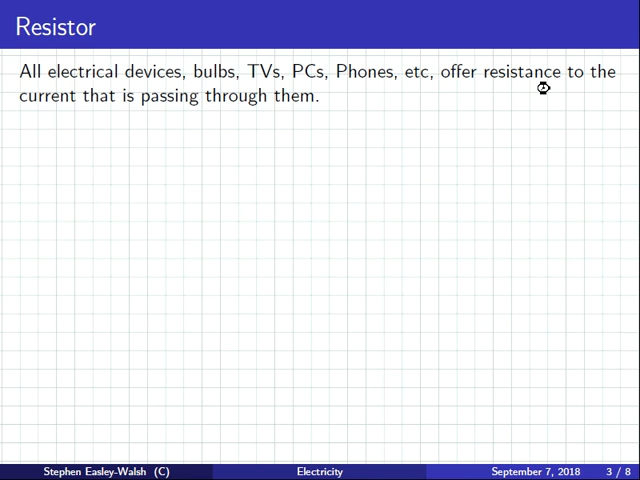 Resistor
All electrical devices, bulbs, TVs, PCs, Phones, etc, offer resistance to the
current that is passing through them.
Stephen Easley-Walsh (C) Electricity September 7, 2018 3 / 8